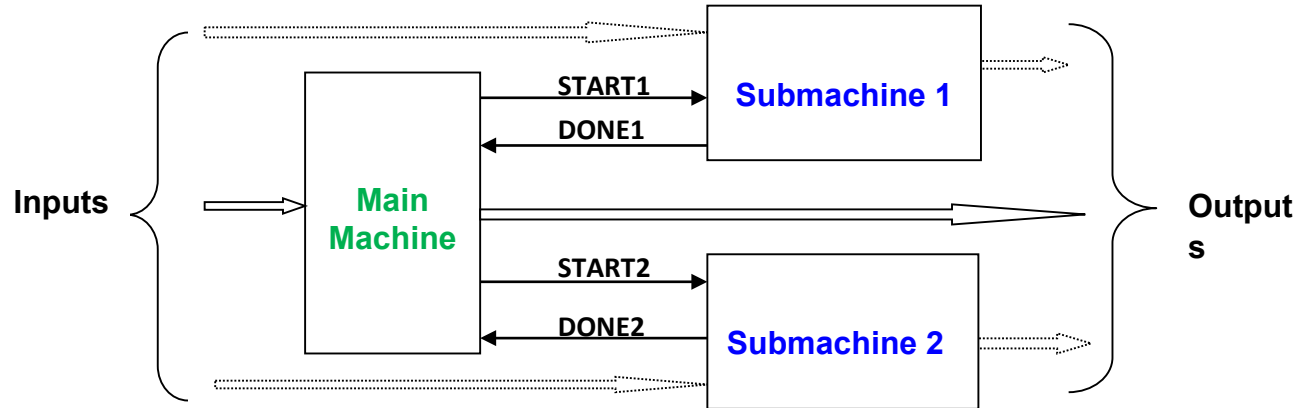 START1
Submachine 1
DONE1
Inputs
Main
Machine
Output
s
START2
DONE2
Submachine 2